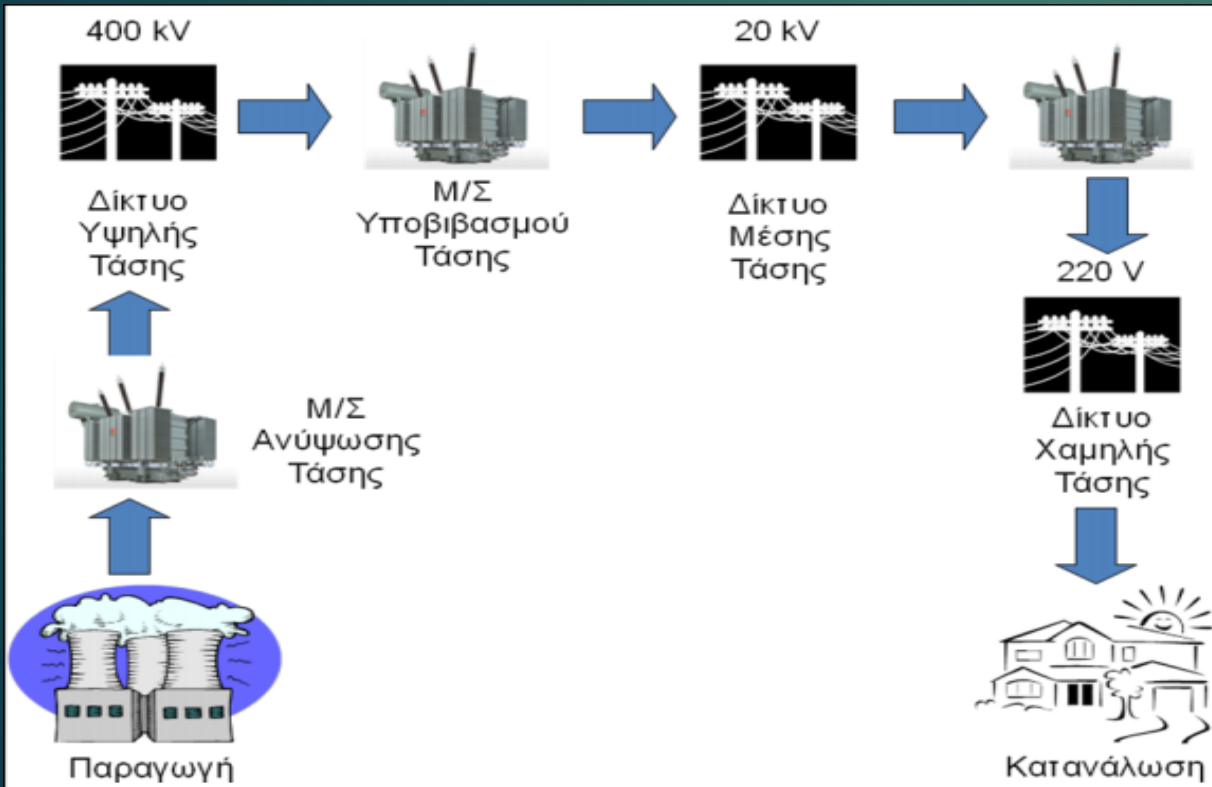 400 kV
Δίκτυο
Υψηλής
Τάσης
Μ/Σ
Υποβιβασμού
Τάσης
20 kV
Δίκτυο
Μέσης
Τάσης
220 V
Δίκτυο
Χαμηλής
Τάσης
Μ/Σ
Ανύψωσης
Τάσης
Παραγωγή
Κατανάλωση